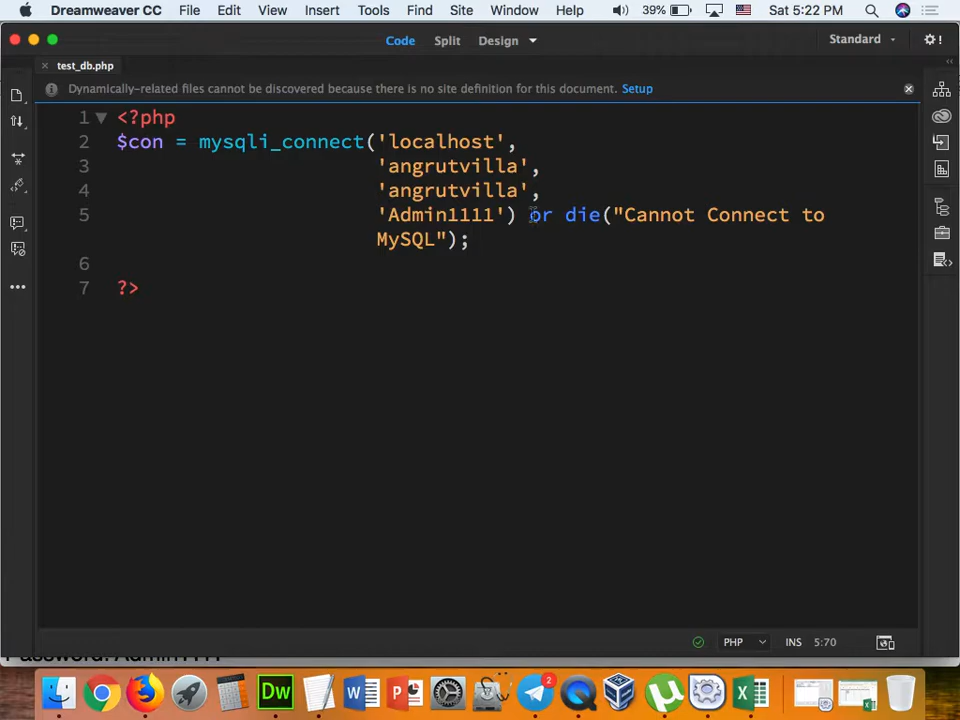 Dreamweaver CC File Edit View Insert Format Tools Find Site Window Help 39% Sat 5:22 PM
Code Split Design Standard
test_db.php
Dynamically-related files cannot be discovered because there is no site definition for this document. Setup
1 <?php
2 $con = mysqli_connect('localhost',
3 'angrutvilla',
4 'angrutvilla',
5 'Admin1111') or die("Cannot Connect to
MySQL");
6
7 ?>
PHP INS 5:70
Dw W P 2 X